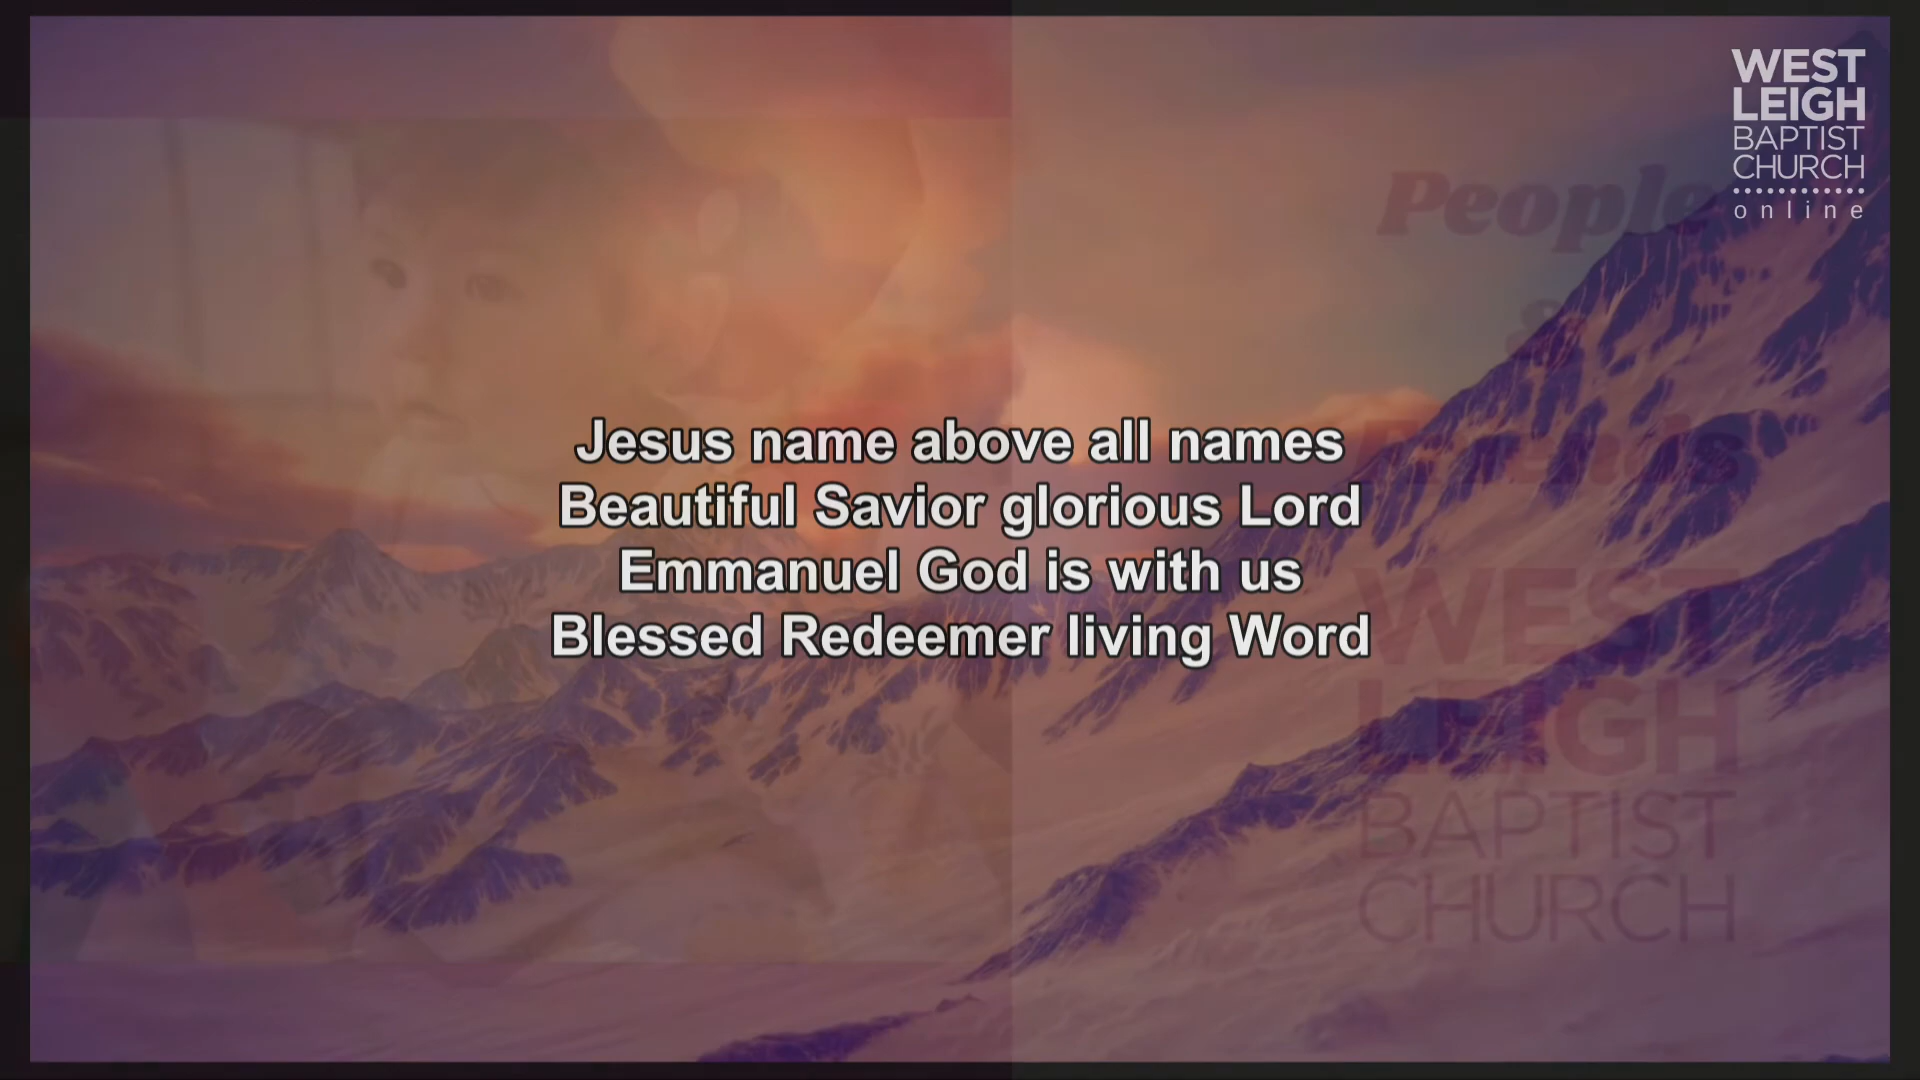 WEST
LEIGH
BAPTIST
CHURCH
online
People
&
Friends
Jesus name above all names
Beautiful Savior glorious Lord
Emmanuel God is with us
Blessed Redeemer living Word
WEST
LEIGH
BAPTIST
CHURCH